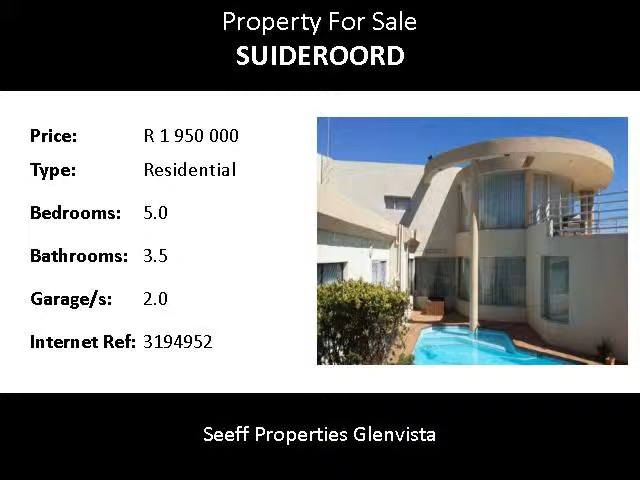 Property For Sale
SUIDEROORD
Price: R 1 950 000
Type: Residential
Bedrooms: 5.0
Bathrooms: 3.5
Garage/s: 2.0
Internet Ref: 3194952
Seeff Properties Glenvista